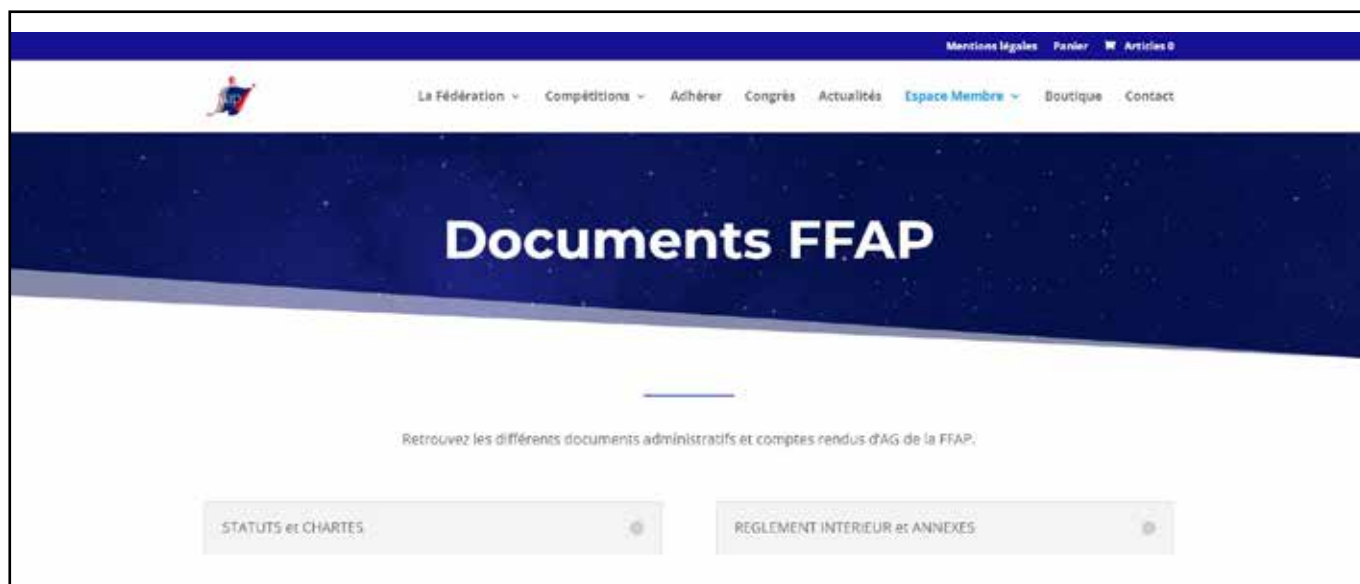 Mentions légales Panier Articles 0
La Fédération Compétitions Adhérer Congrès Actualités Espace Membre Boutique Contact
Documents FFAP
Retrouvez les différents documents administratifs et comptes rendus d'AG de la FFAP.
STATUTS et CHARTES
REGLEMENT INTERIEUR et ANNEXES